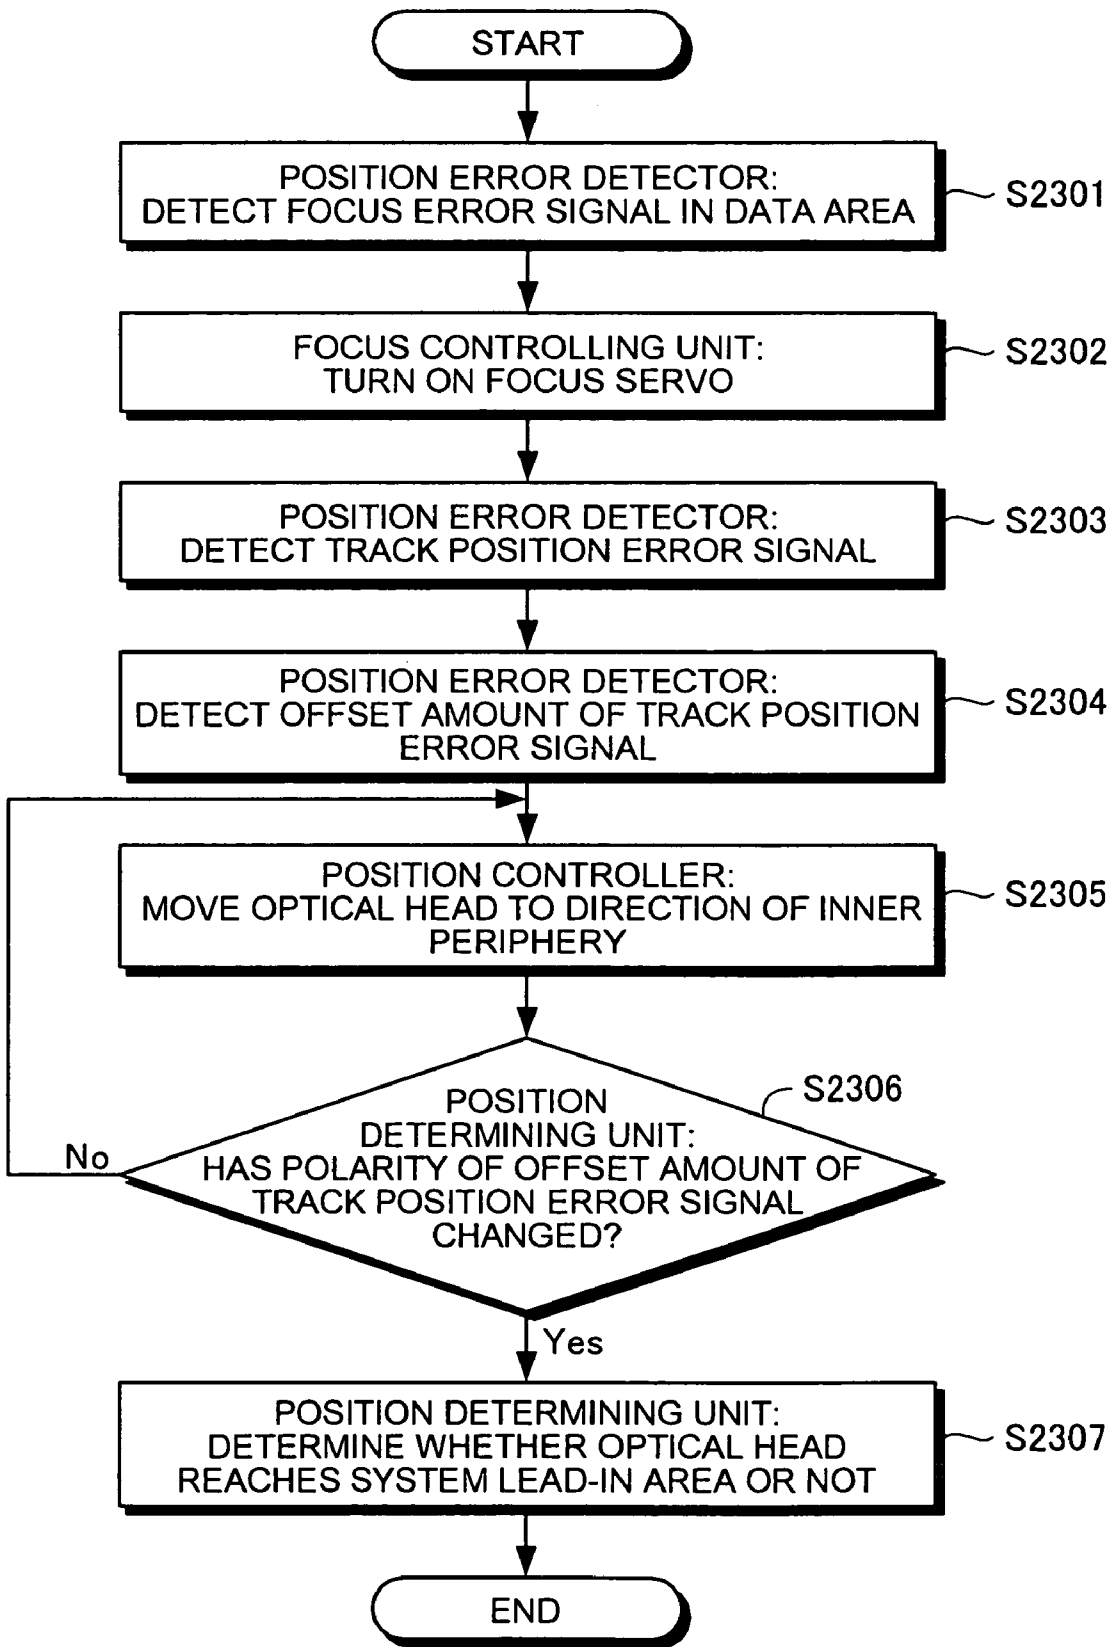 START
POSITION ERROR DETECTOR:
DETECT FOCUS ERROR SIGNAL IN DATA AREA
S2301
FOCUS CONTROLLING UNIT:
TURN ON FOCUS SERVO
S2302
POSITION ERROR DETECTOR:
DETECT TRACK POSITION ERROR SIGNAL
S2303
POSITION ERROR DETECTOR:
DETECT OFFSET AMOUNT OF TRACK POSITION
ERROR SIGNAL
S2304
POSITION CONTROLLER:
MOVE OPTICAL HEAD TO DIRECTION OF INNER
PERIPHERY
S2305
POSITION
DETERMINING UNIT:
HAS POLARITY OF OFFSET AMOUNT OF
TRACK POSITION ERROR SIGNAL
CHANGED?
S2306
No
Yes
POSITION DETERMINING UNIT:
DETERMINE WHETHER OPTICAL HEAD
REACHES SYSTEM LEAD-IN AREA OR NOT
S2307
END